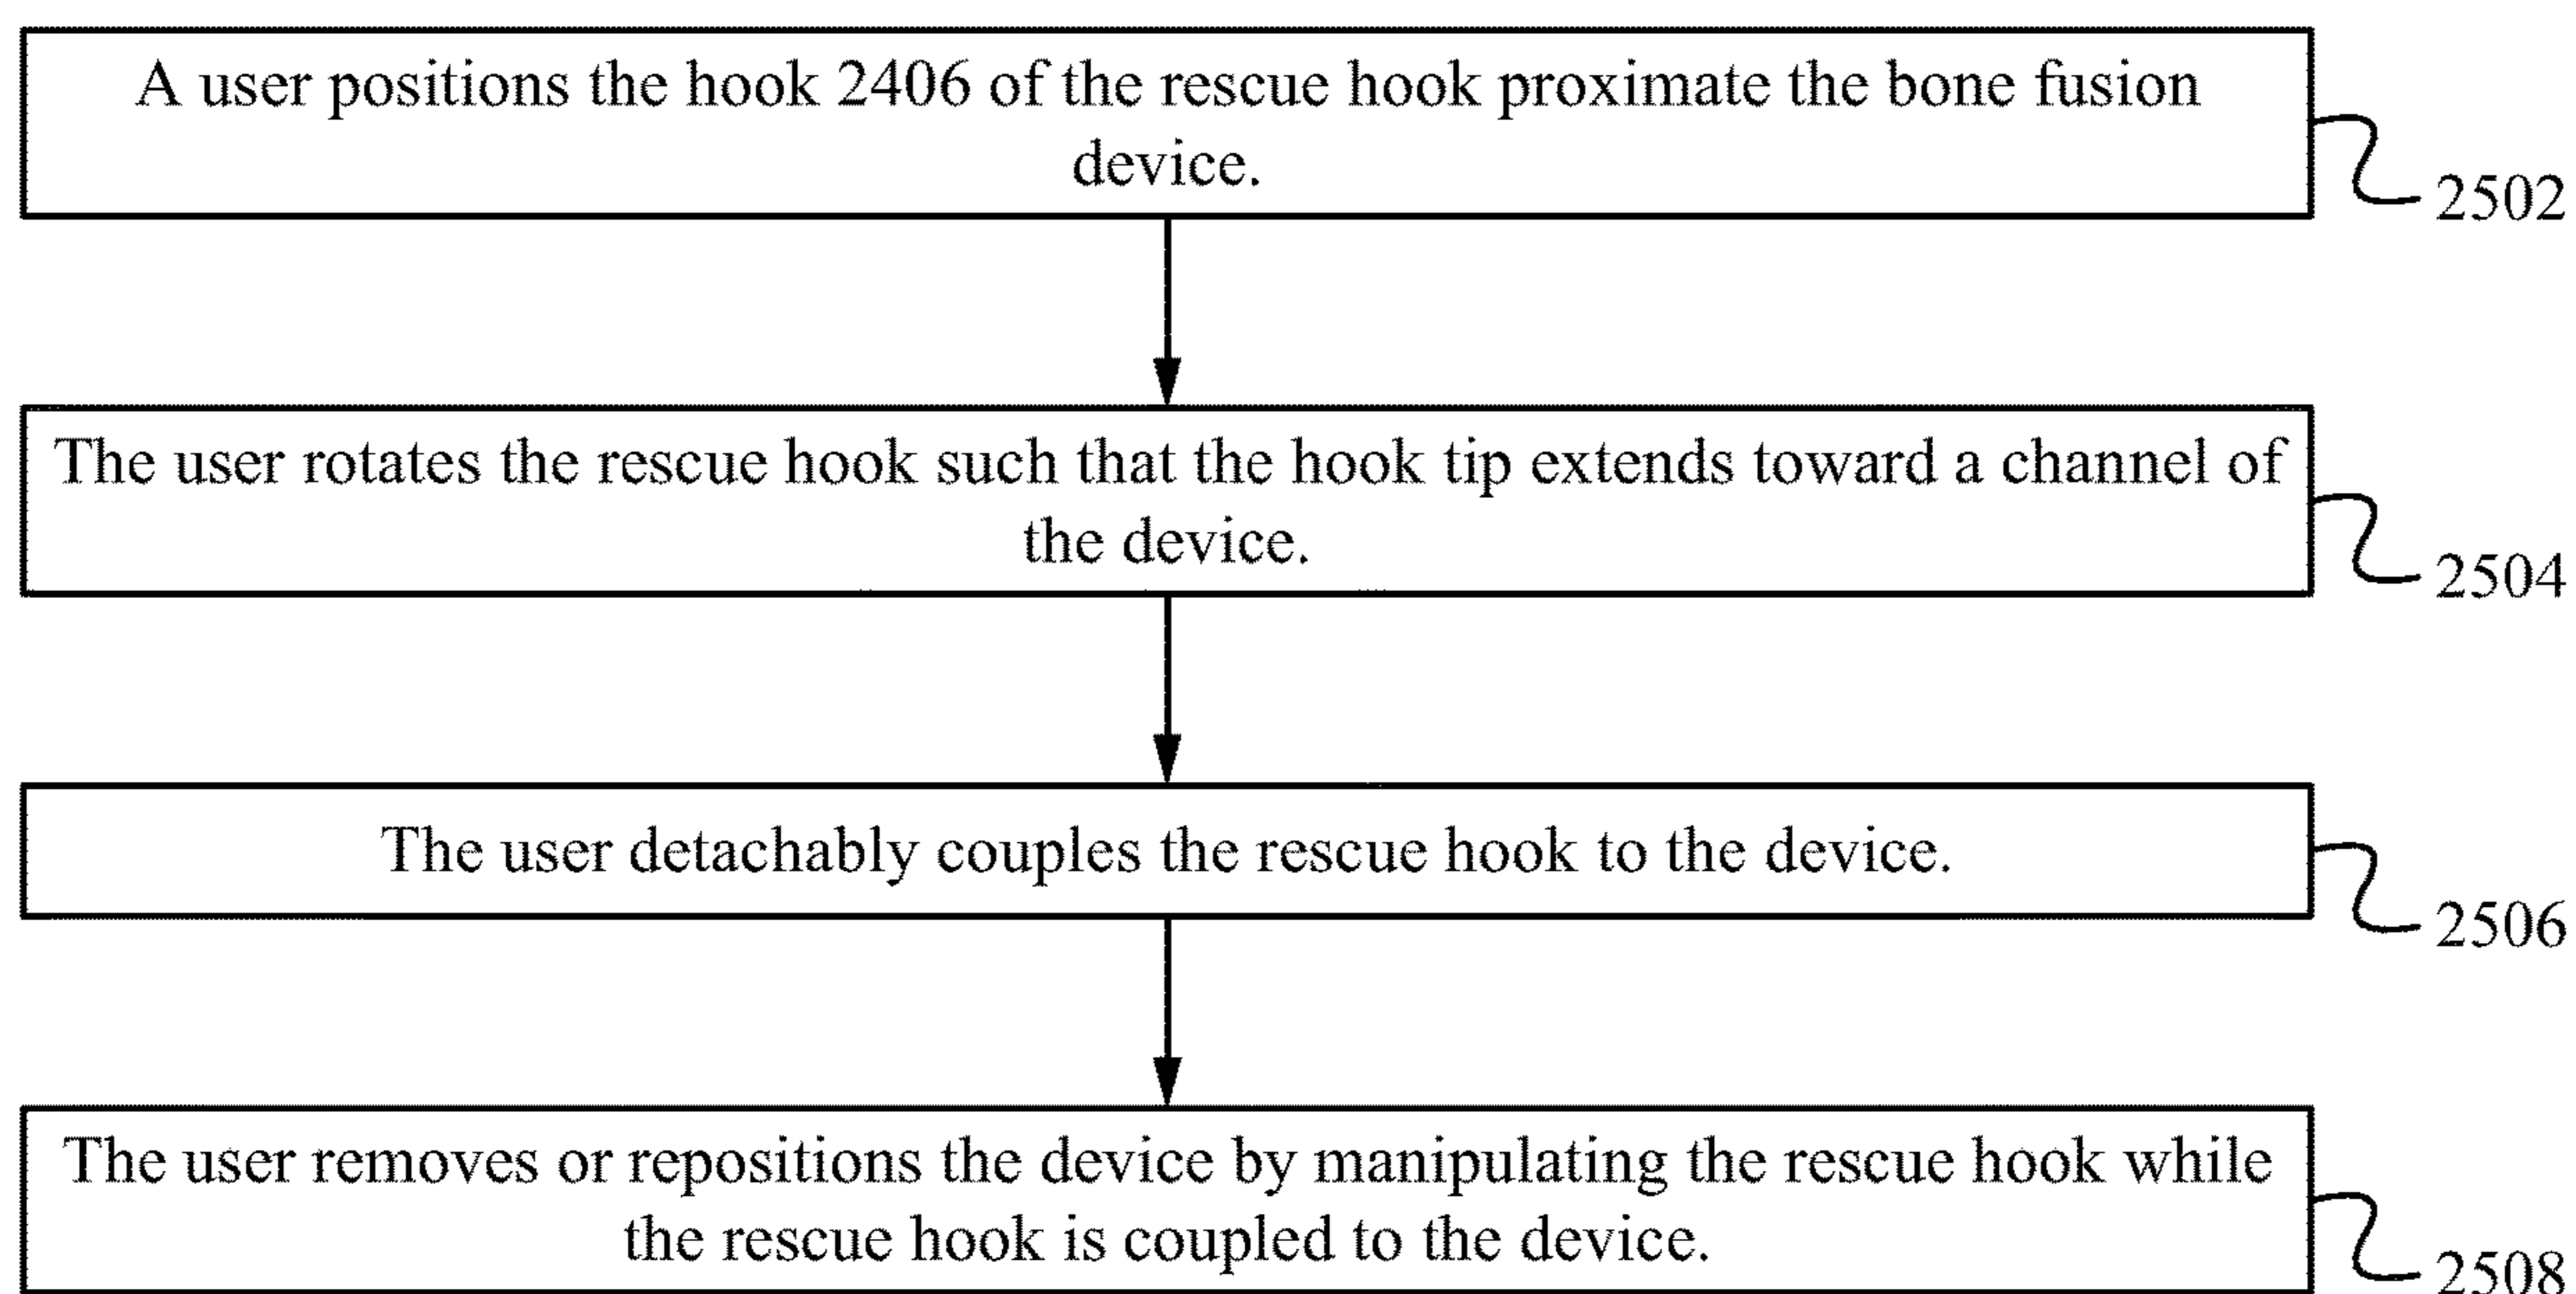 A user positions the hook 2406 of the rescue hook proximate the bone fusion
device.
2502
The user rotates the rescue hook such that the hook tip extends toward a channel of
the device.
2504
The user detachably couples the rescue hook to the device.
2506
The user removes or repositions the device by manipulating the rescue hook while
the rescue hook is coupled to the device.
2508